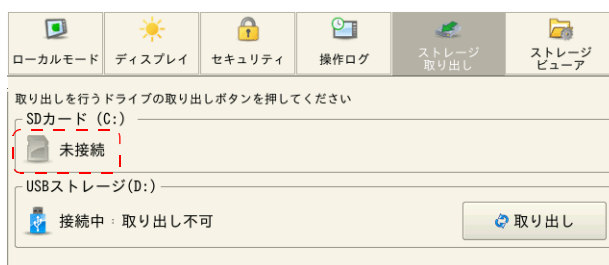 ローカルモード ディスプレイ セキュリティ 操作ログ ストレージ取り出し ストレージビューア
取り出しを行うドライブの取り出しボタンを押してください
SDカード (C:)
未接続
USBストレージ(D:)
接続中:取り出し不可 取り出し